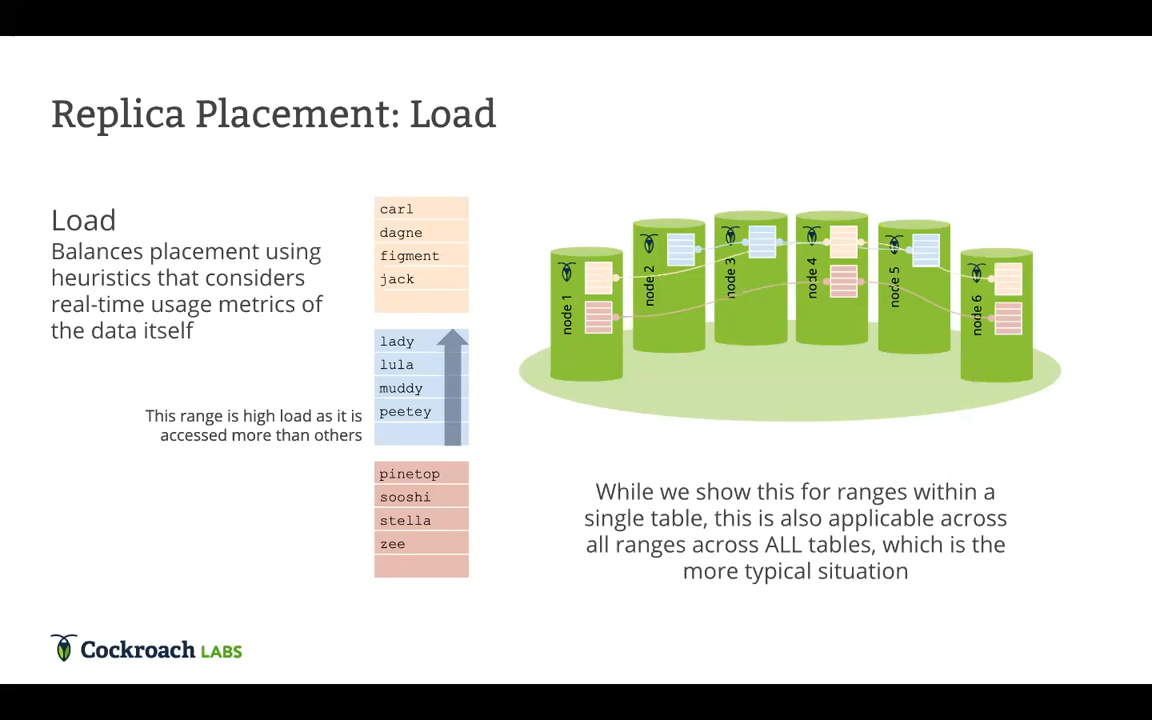 Replica Placement: Load
Load
Balances placement using
heuristics that considers
real-time usage metrics of
the data itself
This range is high load as it is
accessed more than others
carl
dagne
figment
jack
lady
lula
muddy
peetey
pinetop
sooshi
stella
zee
node 1
node 2
node 3
node 4
node 5
node 6
While we show this for ranges within a
single table, this is also applicable across
all ranges across ALL tables, which is the
more typical situation
Cockroach LABS